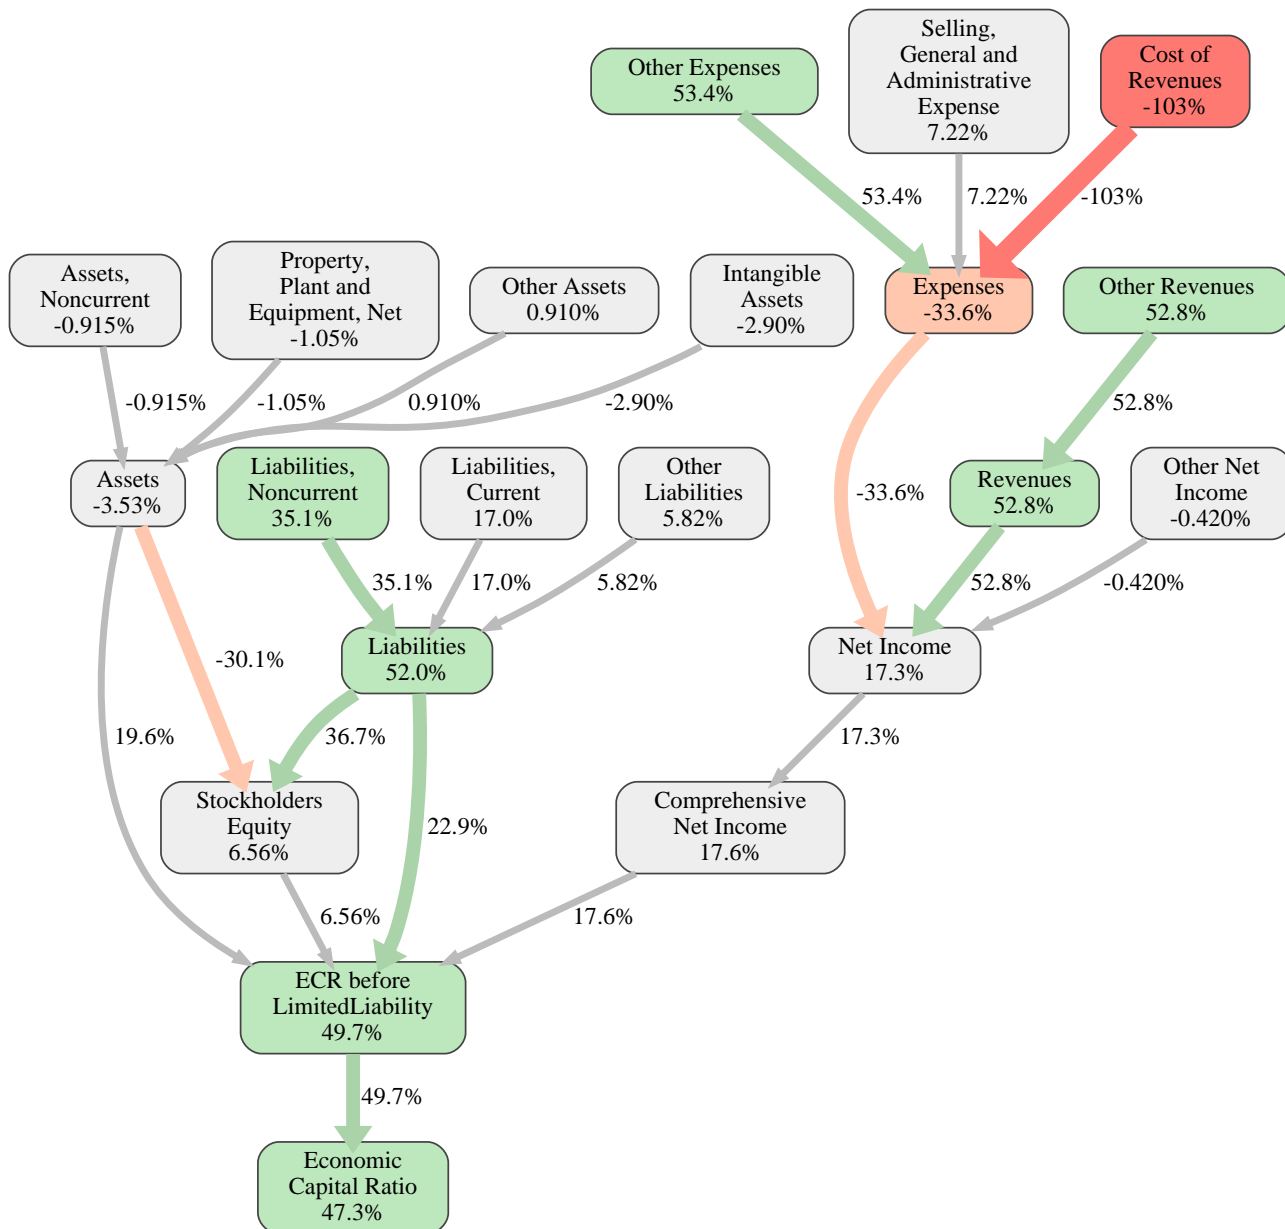 Selling,
General and
Administrative
Expense
7.22%
Other Expenses
53.4%
Cost of
Revenues
-103%
53.4%
7.22%
-103%
Assets,
Noncurrent
-0.915%
Property,
Plant and
Equipment, Net
-1.05%
Other Assets
0.910%
Intangible
Assets
-2.90%
Expenses
-33.6%
Other Revenues
52.8%
-0.915%
-1.05%
0.910%
-2.90%
52.8%
Assets
-3.53%
Liabilities,
Noncurrent
35.1%
Liabilities,
Current
17.0%
Other
Liabilities
5.82%
-33.6%
Revenues
52.8%
Other Net
Income
-0.420%
35.1%
17.0%
5.82%
52.8%
-0.420%
Liabilities
52.0%
Net Income
17.3%
-30.1%
19.6%
36.7%
17.3%
Stockholders
Equity
6.56%
22.9%
Comprehensive
Net Income
17.6%
6.56%
17.6%
ECR before
LimitedLiability
49.7%
49.7%
Economic
Capital Ratio
47.3%